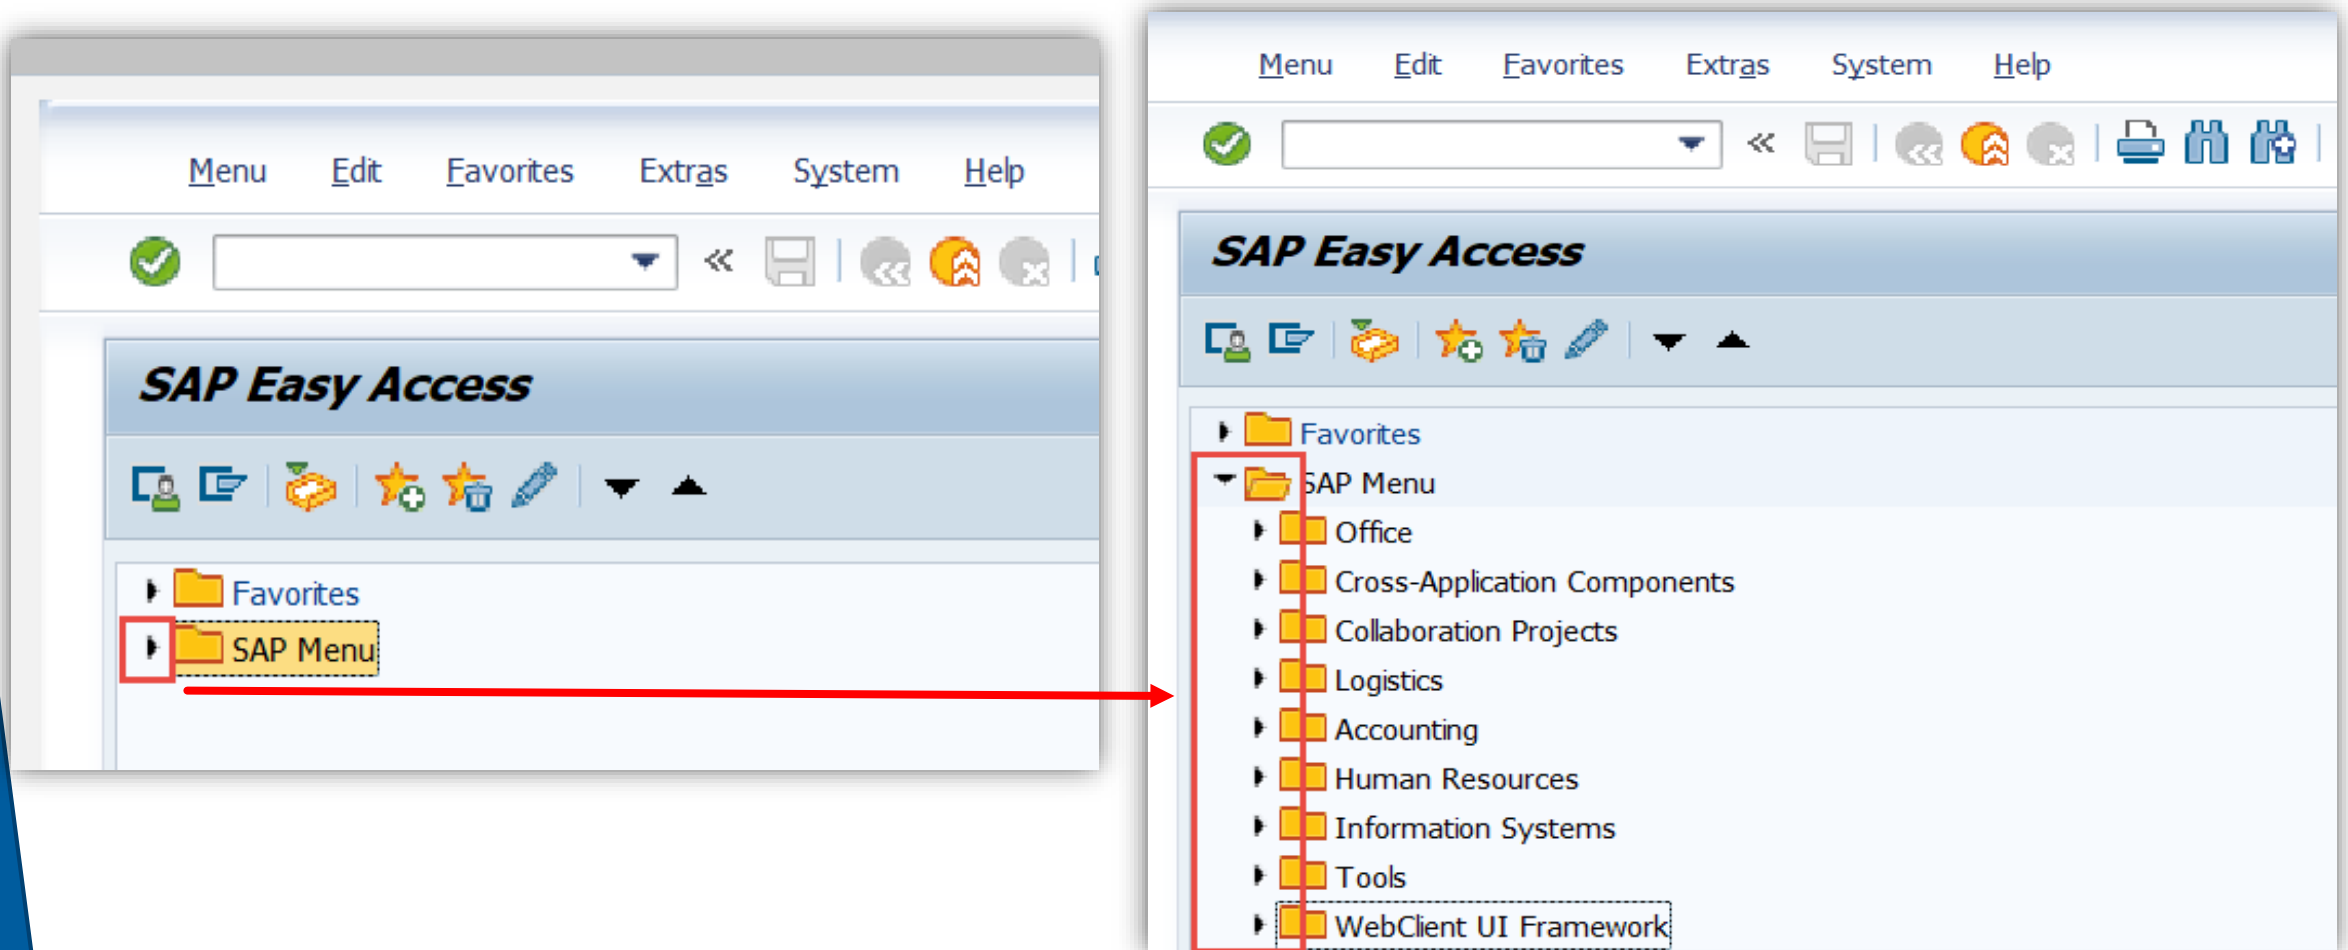 Menu Edit Favorites Extras System Help
SAP Easy Access
Favorites
SAP Menu
Menu Edit Favorites Extras System Help
SAP Easy Access
Favorites
SAP Menu
Office
Cross-Application Components
Collaboration Projects
Logistics
Accounting
Human Resources
Information Systems
Tools
WebClient UI Framework